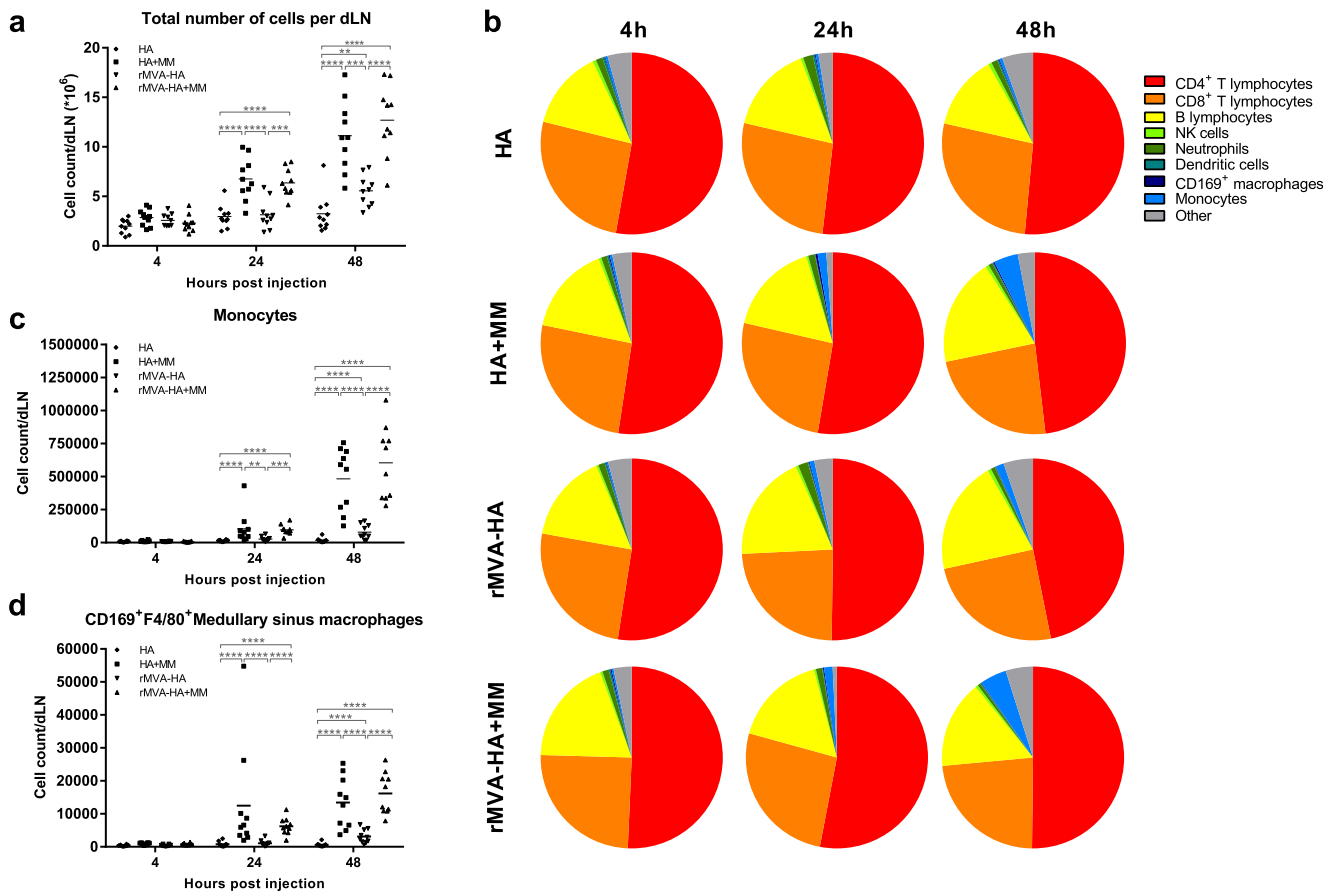 a
Total number of cells per dLN
Cell count/dLN (*10⁶)
20
15
10
5
0
HA
HA+MM
rMVA-HA
rMVA-HA+MM
**** *** ****
**
****
**** **** ***
****
4 24 48
Hours post injection
b
4h 24h 48h
HA
HA+MM
rMVA-HA
rMVA-HA+MM
CD4⁺ T lymphocytes
CD8⁺ T lymphocytes
B lymphocytes
NK cells
Neutrophils
Dendritic cells
CD169⁺ macrophages
Monocytes
Other
c
Monocytes
Cell count/dLN
1500000
1250000
1000000
750000
500000
250000
0
HA
HA+MM
rMVA-HA
rMVA-HA+MM
****
****
**** **** ****
****
**** ** ***
4 24 48
Hours post injection
d
CD169⁺F4/80⁺Medullary sinus macrophages
Cell count/dLN
60000
50000
40000
30000
20000
10000
0
HA
HA+MM
rMVA-HA
rMVA-HA+MM
****
**** **** ****
****
****
**** **** ****
4 24 48
Hours post injection